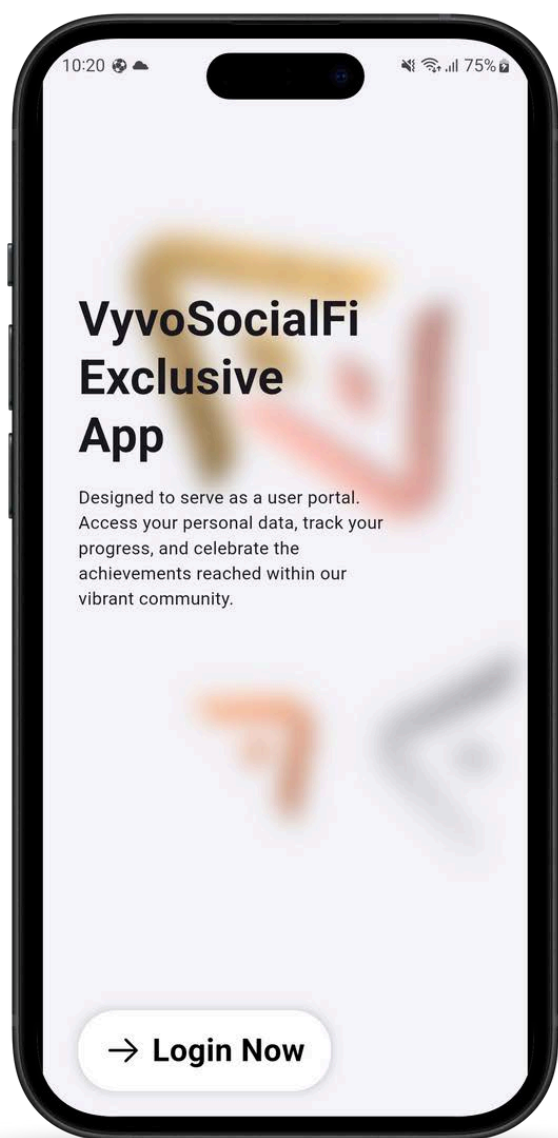 10:20 75%
VyvoSocialFi
Exclusive
App
Designed to serve as a user portal.
Access your personal data, track your
progress, and celebrate the
achievements reached within our
vibrant community.
→ Login Now